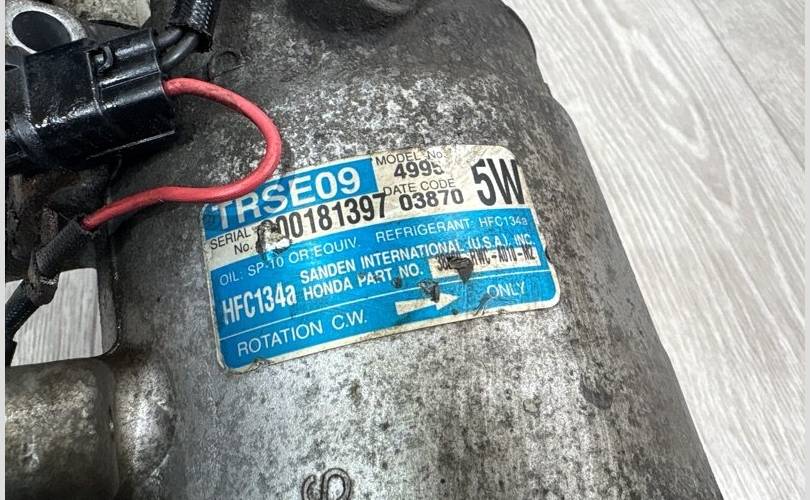 TRSE09
MODEL No.
4995
5W
SERIAL No.
00181397
DATE CODE
03870
OIL: SP-10 OR EQUIV. REFRIGERANT: HFC134a
HFC134a
SANDEN INTERNATIONAL (U.S.A.), INC.
HONDA PART NO.
ROTATION C.W.
ONLY
S